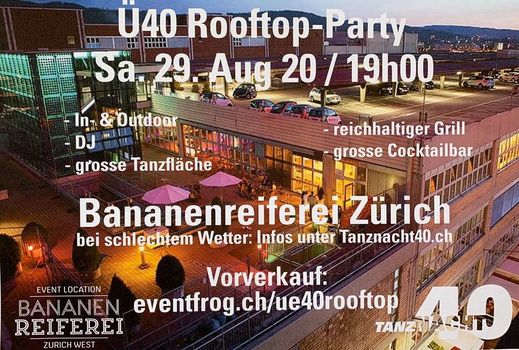 Ü40 Rooftop-Party
Sa. 29. Aug 20 / 19h00
- In- & Outdoor
- DJ
- grosse Tanzfläche
- reichhaltiger Grill
- grosse Cocktailbar
Bananenreiferei Zürich
bei schlechtem Wetter: Infos unter Tanznacht40.ch
Vorverkauf:
eventfrog.ch/ue40rooftop
EVENT LOCATION
BANANEN
REIFEREI
ZURICH WEST
TANZNACHT
40